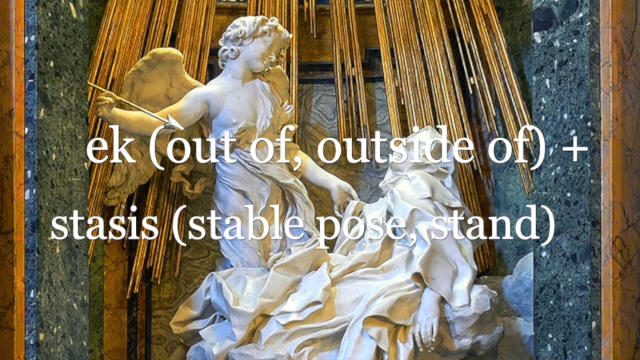 ek (out of, outside of) +
stasis (stable pose, stand)